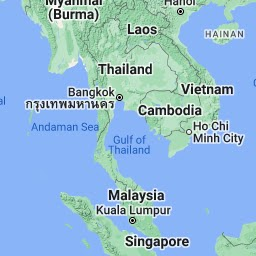 Myanmar
(Burma)
Hanoi
Laos
HAINAN
Thailand
Vietnam
Bangkok
กรุงเทพมหานคร
Cambodia
Andaman Sea
Ho Chi
Minh City
Gulf of
Thailand
Malaysia
Kuala Lumpur
Singapore